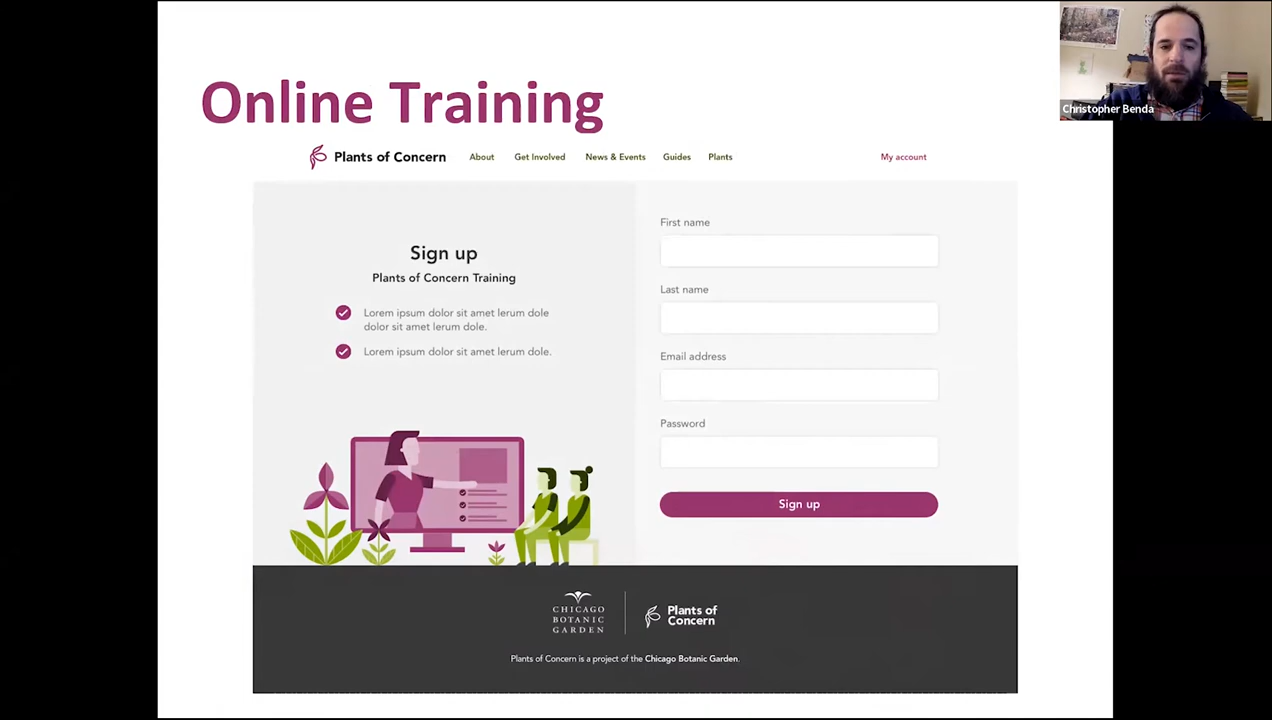 Online Training
Christopher Benda
Plants of Concern
About
Get Involved
News & Events
Guides
Plants
My account
Sign up
Plants of Concern Training
Lorem ipsum dolor sit amet lerum dole
dolor sit amet lerum dole.
Lorem ipsum dolor sit amet lerum dole.
First name
Last name
Email address
Password
Sign up
CHICAGO
BOTANIC
GARDEN
Plants of
Concern
Plants of Concern is a project of the Chicago Botanic Garden.